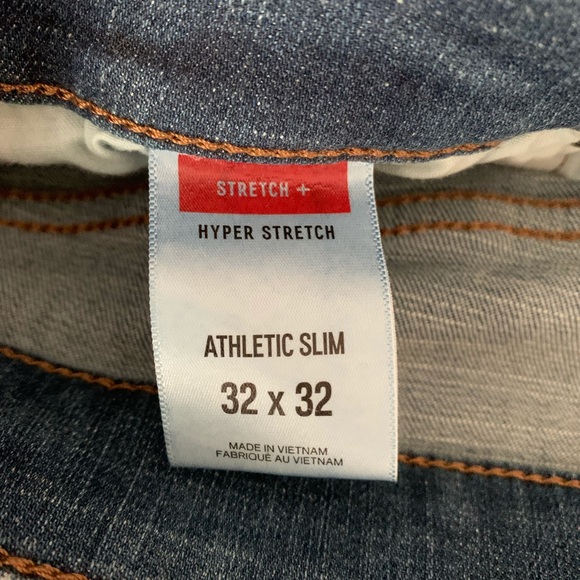 STRETCH +
HYPER STRETCH
ATHLETIC SLIM
32 x 32
MADE IN VIETNAM
FABRIQUÉ AU VIETNAM